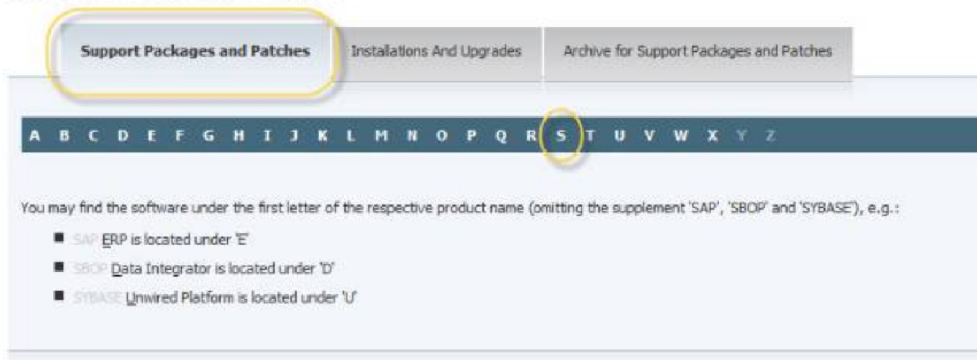 Support Packages and Patches
Installations And Upgrades
Archive for Support Packages and Patches
A B C D E F G H I J K L M N O P Q R S T U V W X Y Z
You may find the software under the first letter of the respective product name (omitting the supplement 'SAP', 'SBOP' and 'SYBASE'), e.g.:
SAP ERP is located under 'E'
SBOP Data Integrator is located under 'D'
SYBASE Unwired Platform is located under 'U'